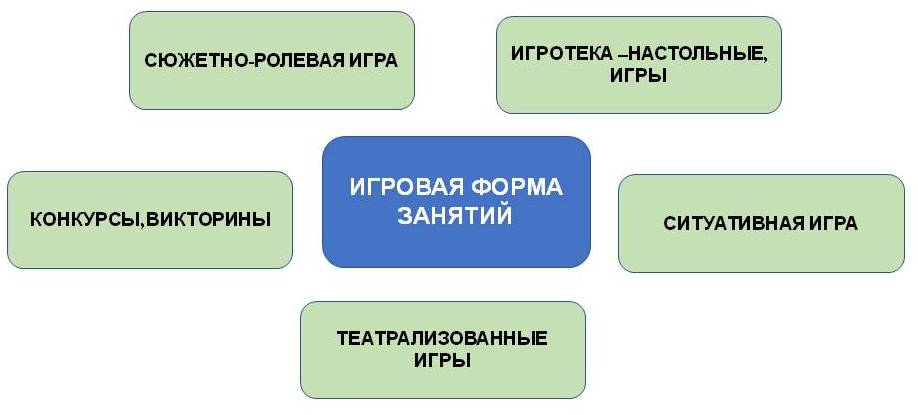 СЮЖЕТНО-РОЛЕВАЯ ИГРА
ИГРОТЕКА –НАСТОЛЬНЫЕ,
ИГРЫ
ИГРОВАЯ ФОРМА
ЗАНЯТИЙ
КОНКУРСЫ,ВИКТОРИНЫ
СИТУАТИВНАЯ ИГРА
ТЕАТРАЛИЗОВАННЫЕ
ИГРЫ